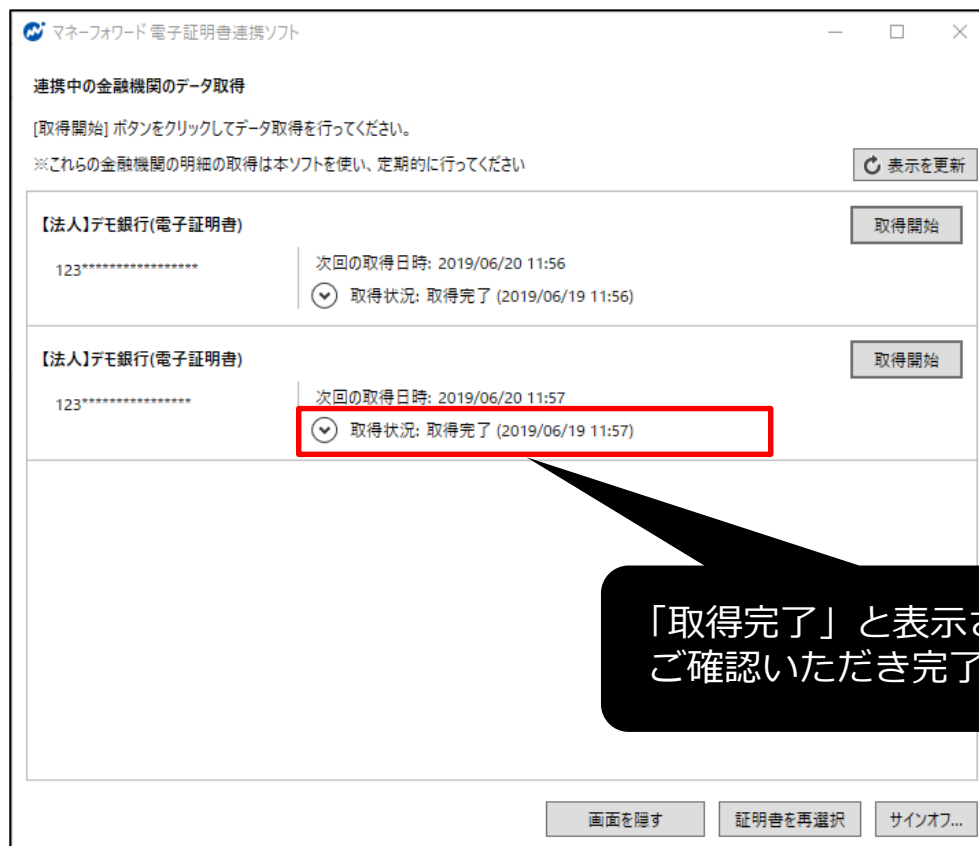 マネーフォワード 電子証明書連携ソフト
連携中の金融機関のデータ取得
[取得開始] ボタンをクリックしてデータ取得を行ってください。
※これらの金融機関の明細の取得は本ソフトを使い、定期的に行ってください
表示を更新
【法人】デモ銀行(電子証明書)
取得開始
123*****************
次回の取得日時: 2019/06/20 11:56
取得状況: 取得完了 (2019/06/19 11:56)
【法人】デモ銀行(電子証明書)
取得開始
123****************
次回の取得日時: 2019/06/20 11:57
取得状況: 取得完了 (2019/06/19 11:57)
「取得完了」と表示さ
ご確認いただき完了
画面を隠す
証明書を再選択
サインオフ...